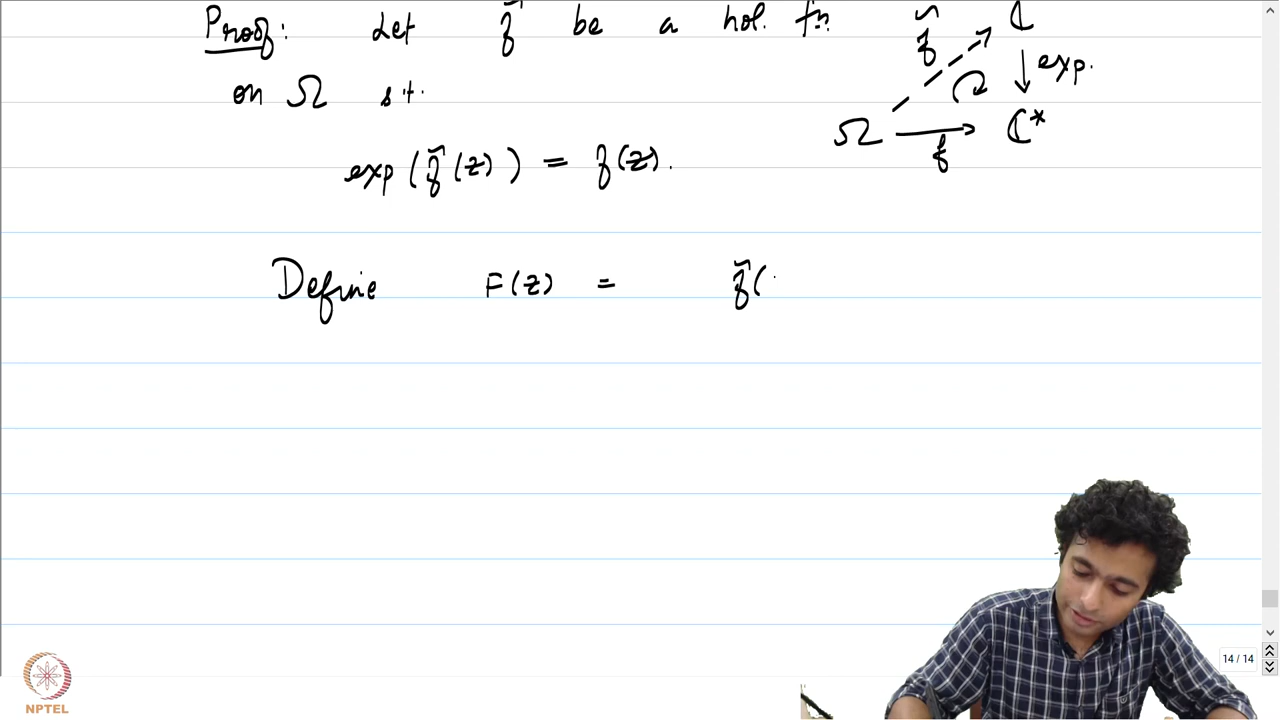 Proof: Let f̃ be a hol. fn f̃ ℂ
on Ω s.t. ↓ exp.
Ω → ℂ*
f
exp(f̃(z)) = f(z).
Define F(z) = f̃(
14 / 14
NPTEL